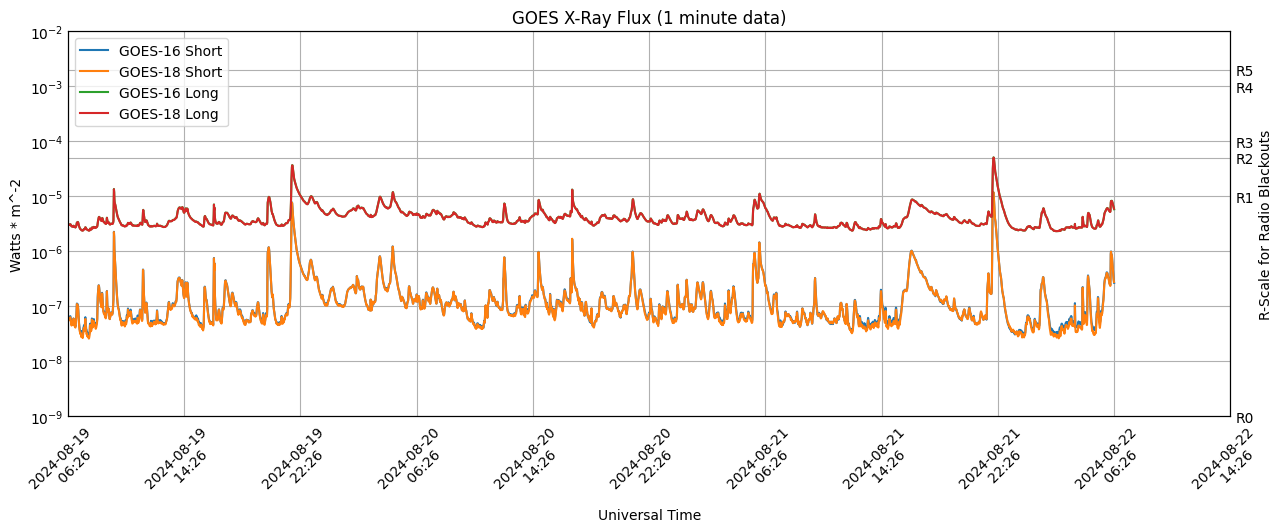 GOES X-Ray Flux (1 minute data)
GOES-16 Short
GOES-18 Short
GOES-16 Long
GOES-18 Long
10^-2
10^-3
10^-4
10^-5
10^-6
10^-7
10^-8
10^-9
Watts * m^-2
R5
R4
R3
R2
R1
R0
R-Scale for Radio Blackouts
2024-08-19
06:26
2024-08-19
14:26
2024-08-19
22:26
2024-08-20
06:26
2024-08-20
14:26
2024-08-20
22:26
2024-08-21
06:26
2024-08-21
14:26
2024-08-21
22:26
2024-08-22
06:26
2024-08-22
14:26
Universal Time